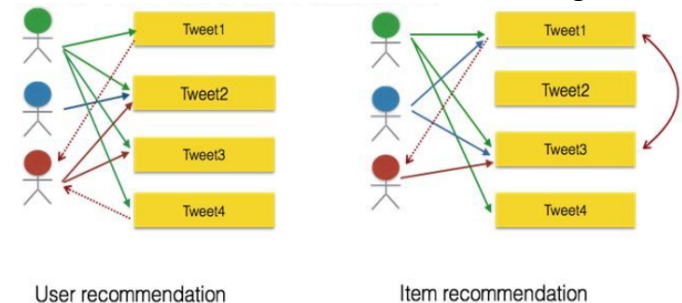 Tweet1
Tweet2
Tweet3
Tweet4
User recommendation
Tweet1
Tweet2
Tweet3
Tweet4
Item recommendation